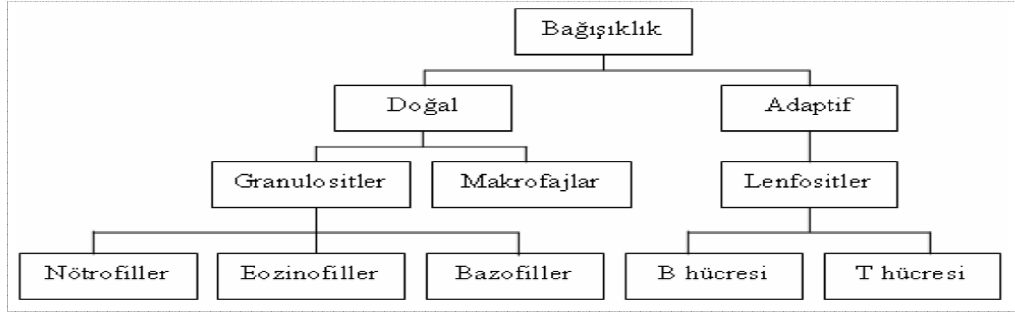 Bağışıklık
Doğal
Adaptif
Granulositler
Makrofajlar
Lenfositler
Nötrofiller
Eozinofiller
Bazofiller
B hücresi
T hücresi